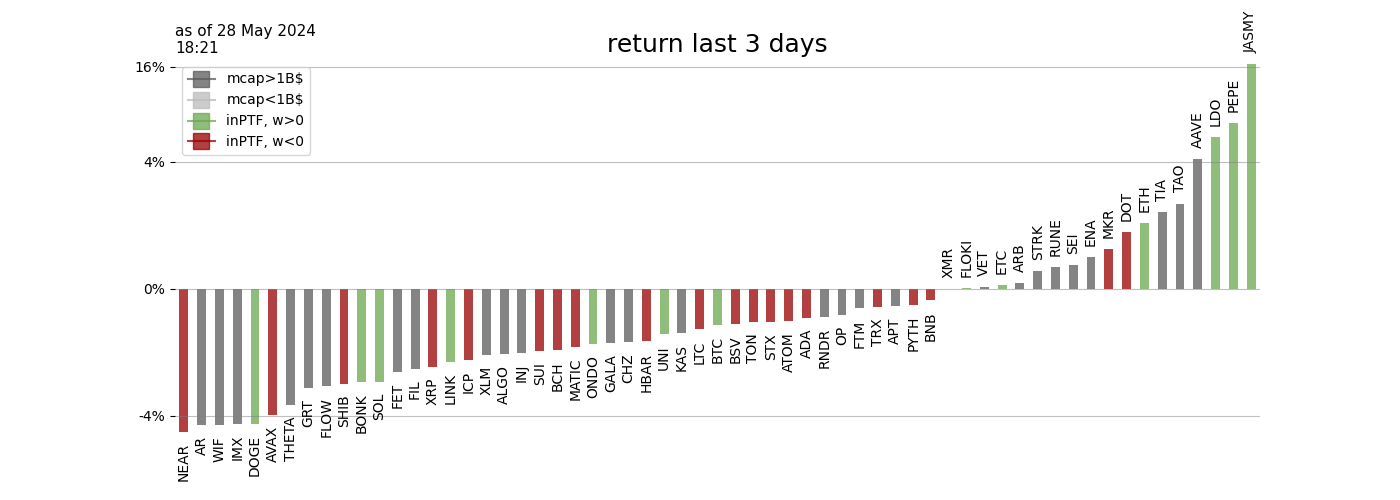 as of 28 May 2024
18:21
return last 3 days
16%
4%
0%
-4%
mcap>1B$
mcap<1B$
inPTF, w>0
inPTF, w<0
NEAR
AR
WIF
IMX
DOGE
AVAX
THETA
GRT
FLOW
SHIB
BONK
SOL
FET
FIL
XRP
LINK
ICP
XLM
ALGO
INJ
SUI
BCH
MATIC
ONDO
GALA
CHZ
HBAR
UNI
KAS
LTC
BTC
BSV
TON
STX
ATOM
ADA
RNDR
OP
FTM
TRX
APT
PYTH
BNB
XMR
FLOKI
VET
ETC
ARB
STRK
RUNE
SEI
ENA
MKR
DOT
ETH
TIA
TAO
AAVE
LDO
PEPE
JASMY